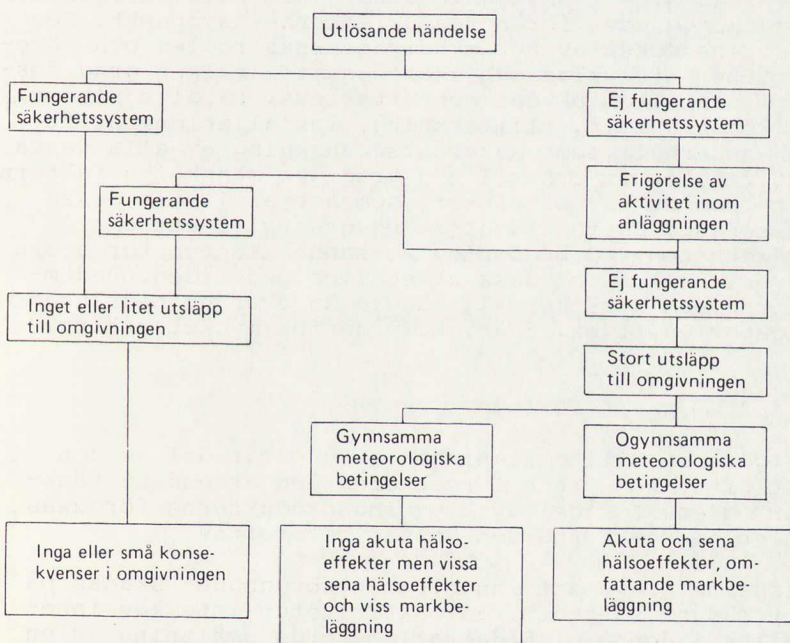 Utlösande händelse
Fungerande
säkerhetssystem
Ej fungerande
säkerhetssystem
Frigörelse av
aktivitet inom
anläggningen
Fungerande
säkerhetssystem
Ej fungerande
säkerhetssystem
Inget eller litet utsläpp
till omgivningen
Stort utsläpp
till omgivningen
Gynnsamma
meteorologiska
betingelser
Ogynnsamma
meteorologiska
betingelser
Inga eller små konse-
kvenser i omgivningen
Inga akuta hälso-
effekter men vissa
sena hälsoeffekter
och viss markbe-
läggning
Akuta och sena
hälsoeffekter, om-
fattande markbe-
läggning